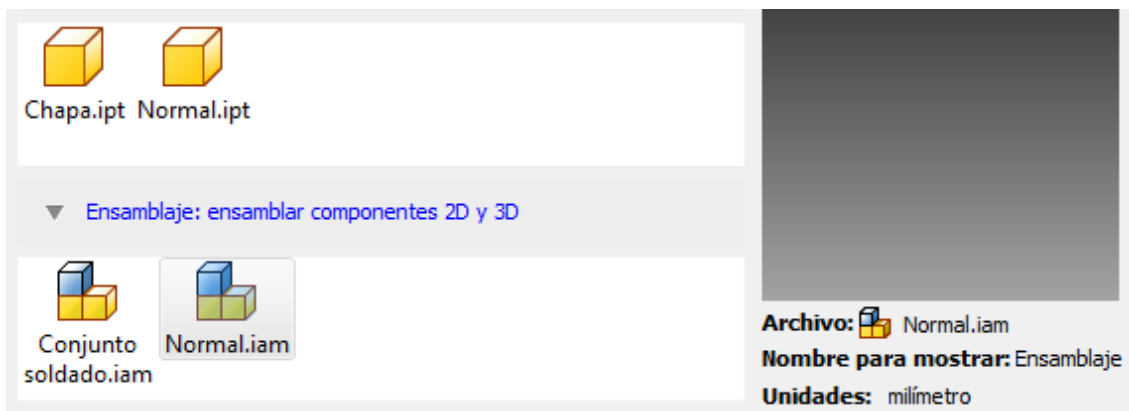 Chapa.ipt Normal.ipt
Ensamblaje: ensamblar componentes 2D y 3D
Conjunto soldado.iam
Normal.iam
Archivo: Normal.iam
Nombre para mostrar: Ensamblaje
Unidades: milímetro